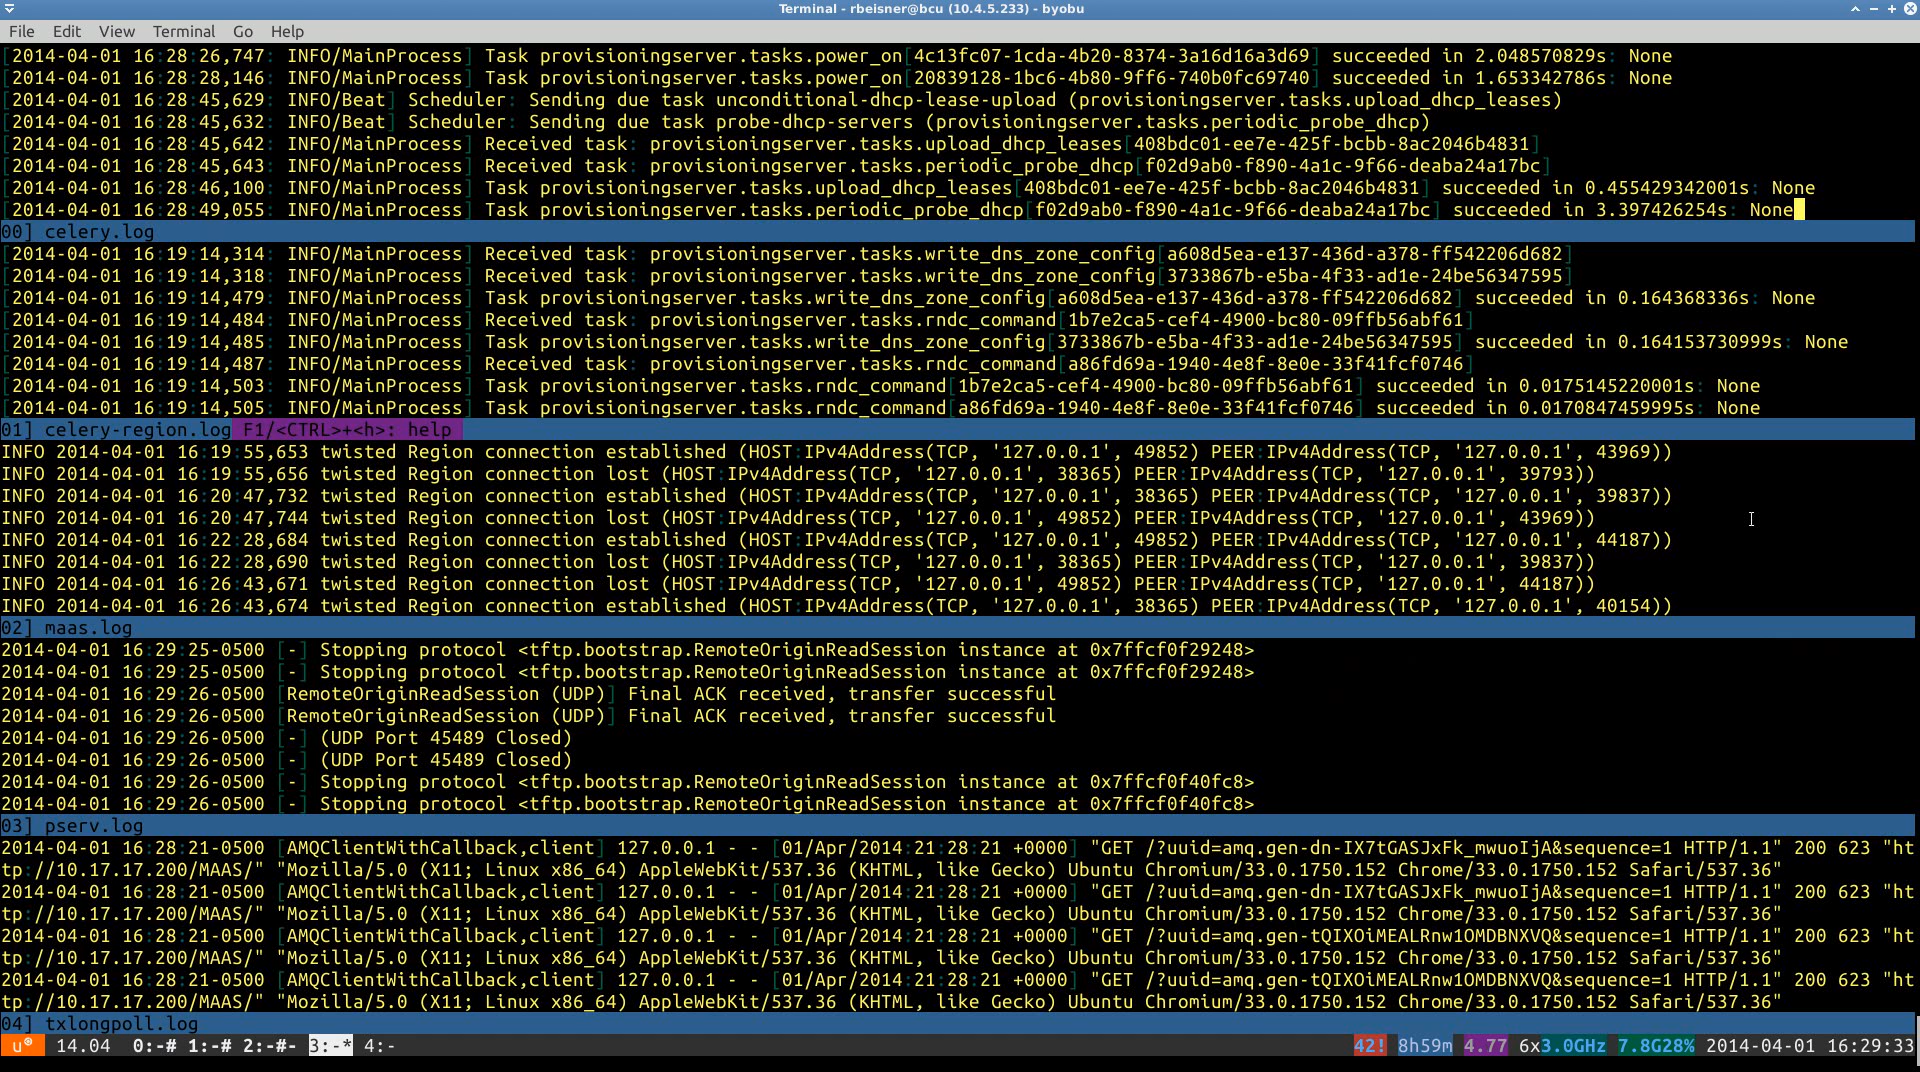 Terminal - rbeisner@bcu (10.4.5.233) - byobu
File Edit View Terminal Go Help
[2014-04-01 16:28:26,747: INFO/MainProcess] Task provisioningserver.tasks.power_on[4c13fc07-1cda-4b20-8374-3a16d16a3d69] succeeded in 2.048570829s: None
[2014-04-01 16:28:28,146: INFO/MainProcess] Task provisioningserver.tasks.power_on[20839128-1bc6-4b80-9ff6-740b0fc69740] succeeded in 1.653342786s: None
[2014-04-01 16:28:45,629: INFO/Beat] Scheduler: Sending due task unconditional-dhcp-lease-upload (provisioningserver.tasks.upload_dhcp_leases)
[2014-04-01 16:28:45,632: INFO/Beat] Scheduler: Sending due task probe-dhcp-servers (provisioningserver.tasks.periodic_probe_dhcp)
[2014-04-01 16:28:45,642: INFO/MainProcess] Received task: provisioningserver.tasks.upload_dhcp_leases[408bdc01-ee7e-425f-bcbb-8ac2046b4831]
[2014-04-01 16:28:45,643: INFO/MainProcess] Received task: provisioningserver.tasks.periodic_probe_dhcp[f02d9ab0-f890-4a1c-9f66-deaba24a17bc]
[2014-04-01 16:28:46,100: INFO/MainProcess] Task provisioningserver.tasks.upload_dhcp_leases[408bdc01-ee7e-425f-bcbb-8ac2046b4831] succeeded in 0.455429342001s: None
[2014-04-01 16:28:49,055: INFO/MainProcess] Task provisioningserver.tasks.periodic_probe_dhcp[f02d9ab0-f890-4a1c-9f66-deaba24a17bc] succeeded in 3.397426254s: None
00] celery.log
[2014-04-01 16:19:14,314: INFO/MainProcess] Received task: provisioningserver.tasks.write_dns_zone_config[a608d5ea-e137-436d-a378-ff542206d682]
[2014-04-01 16:19:14,318: INFO/MainProcess] Received task: provisioningserver.tasks.write_dns_zone_config[3733867b-e5ba-4f33-ad1e-24be56347595]
[2014-04-01 16:19:14,479: INFO/MainProcess] Task provisioningserver.tasks.write_dns_zone_config[a608d5ea-e137-436d-a378-ff542206d682] succeeded in 0.164368336s: None
[2014-04-01 16:19:14,484: INFO/MainProcess] Received task: provisioningserver.tasks.rndc_command[1b7e2ca5-cef4-4900-bc80-09ffb56abf61]
[2014-04-01 16:19:14,485: INFO/MainProcess] Task provisioningserver.tasks.write_dns_zone_config[3733867b-e5ba-4f33-ad1e-24be56347595] succeeded in 0.164153730999s: None
[2014-04-01 16:19:14,487: INFO/MainProcess] Received task: provisioningserver.tasks.rndc_command[a86fd69a-1940-4e8f-8e0e-33f41fcf0746]
[2014-04-01 16:19:14,503: INFO/MainProcess] Task provisioningserver.tasks.rndc_command[1b7e2ca5-cef4-4900-bc80-09ffb56abf61] succeeded in 0.0175145220001s: None
[2014-04-01 16:19:14,505: INFO/MainProcess] Task provisioningserver.tasks.rndc_command[a86fd69a-1940-4e8f-8e0e-33f41fcf0746] succeeded in 0.0170847459995s: None
01] celery-region.log F1/<CTRL>+<h>: help
INFO 2014-04-01 16:19:55,653 twisted Region connection established (HOST:IPv4Address(TCP, '127.0.0.1', 49852) PEER:IPv4Address(TCP, '127.0.0.1', 43969))
INFO 2014-04-01 16:19:55,656 twisted Region connection lost (HOST:IPv4Address(TCP, '127.0.0.1', 38365) PEER:IPv4Address(TCP, '127.0.0.1', 39793))
INFO 2014-04-01 16:20:47,732 twisted Region connection established (HOST:IPv4Address(TCP, '127.0.0.1', 38365) PEER:IPv4Address(TCP, '127.0.0.1', 39837))
INFO 2014-04-01 16:20:47,744 twisted Region connection lost (HOST:IPv4Address(TCP, '127.0.0.1', 49852) PEER:IPv4Address(TCP, '127.0.0.1', 43969))
INFO 2014-04-01 16:22:28,684 twisted Region connection established (HOST:IPv4Address(TCP, '127.0.0.1', 49852) PEER:IPv4Address(TCP, '127.0.0.1', 44187))
INFO 2014-04-01 16:22:28,690 twisted Region connection lost (HOST:IPv4Address(TCP, '127.0.0.1', 38365) PEER:IPv4Address(TCP, '127.0.0.1', 39837))
INFO 2014-04-01 16:26:43,671 twisted Region connection lost (HOST:IPv4Address(TCP, '127.0.0.1', 49852) PEER:IPv4Address(TCP, '127.0.0.1', 44187))
INFO 2014-04-01 16:26:43,674 twisted Region connection established (HOST:IPv4Address(TCP, '127.0.0.1', 38365) PEER:IPv4Address(TCP, '127.0.0.1', 40154))
02] maas.log
2014-04-01 16:29:25-0500 [-] Stopping protocol <tftp.bootstrap.RemoteOriginReadSession instance at 0x7ffcf0f29248>
2014-04-01 16:29:25-0500 [-] Stopping protocol <tftp.bootstrap.RemoteOriginReadSession instance at 0x7ffcf0f29248>
2014-04-01 16:29:26-0500 [RemoteOriginReadSession (UDP)] Final ACK received, transfer successful
2014-04-01 16:29:26-0500 [RemoteOriginReadSession (UDP)] Final ACK received, transfer successful
2014-04-01 16:29:26-0500 [-] (UDP Port 45489 Closed)
2014-04-01 16:29:26-0500 [-] (UDP Port 45489 Closed)
2014-04-01 16:29:26-0500 [-] Stopping protocol <tftp.bootstrap.RemoteOriginReadSession instance at 0x7ffcf0f40fc8>
2014-04-01 16:29:26-0500 [-] Stopping protocol <tftp.bootstrap.RemoteOriginReadSession instance at 0x7ffcf0f40fc8>
03] pserv.log
2014-04-01 16:28:21-0500 [AMQClientWithCallback,client] 127.0.0.1 - - [01/Apr/2014:21:28:21 +0000] "GET /?uuid=amq.gen-dn-IX7tGASJxFk_mwuoIjA&sequence=1 HTTP/1.1" 200 623 "ht
tp://10.17.17.200/MAAS/" "Mozilla/5.0 (X11; Linux x86_64) AppleWebKit/537.36 (KHTML, like Gecko) Ubuntu Chromium/33.0.1750.152 Chrome/33.0.1750.152 Safari/537.36"
2014-04-01 16:28:21-0500 [AMQClientWithCallback,client] 127.0.0.1 - - [01/Apr/2014:21:28:21 +0000] "GET /?uuid=amq.gen-dn-IX7tGASJxFk_mwuoIjA&sequence=1 HTTP/1.1" 200 623 "ht
tp://10.17.17.200/MAAS/" "Mozilla/5.0 (X11; Linux x86_64) AppleWebKit/537.36 (KHTML, like Gecko) Ubuntu Chromium/33.0.1750.152 Chrome/33.0.1750.152 Safari/537.36"
2014-04-01 16:28:21-0500 [AMQClientWithCallback,client] 127.0.0.1 - - [01/Apr/2014:21:28:21 +0000] "GET /?uuid=amq.gen-tQIXOiMEALRnw1OMDBNXVQ&sequence=1 HTTP/1.1" 200 623 "ht
tp://10.17.17.200/MAAS/" "Mozilla/5.0 (X11; Linux x86_64) AppleWebKit/537.36 (KHTML, like Gecko) Ubuntu Chromium/33.0.1750.152 Chrome/33.0.1750.152 Safari/537.36"
2014-04-01 16:28:21-0500 [AMQClientWithCallback,client] 127.0.0.1 - - [01/Apr/2014:21:28:21 +0000] "GET /?uuid=amq.gen-tQIXOiMEALRnw1OMDBNXVQ&sequence=1 HTTP/1.1" 200 623 "ht
tp://10.17.17.200/MAAS/" "Mozilla/5.0 (X11; Linux x86_64) AppleWebKit/537.36 (KHTML, like Gecko) Ubuntu Chromium/33.0.1750.152 Chrome/33.0.1750.152 Safari/537.36"
04] txlongpoll.log
u® 14.04 0:-# 1:-# 2:-#- 3:-* 4:- 42! 8h59m 4.77 6x3.0GHz 7.8G28% 2014-04-01 16:29:33